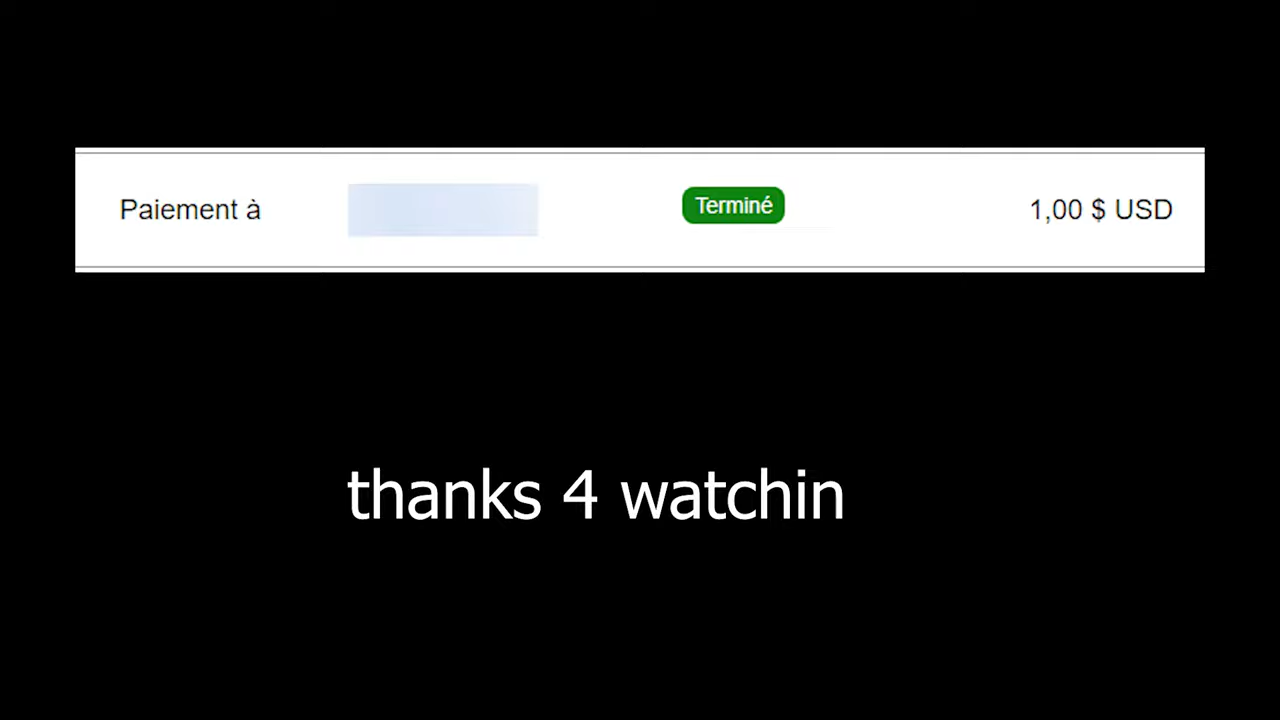 Paiement à Terminé 1,00 $ USD
thanks 4 watchin